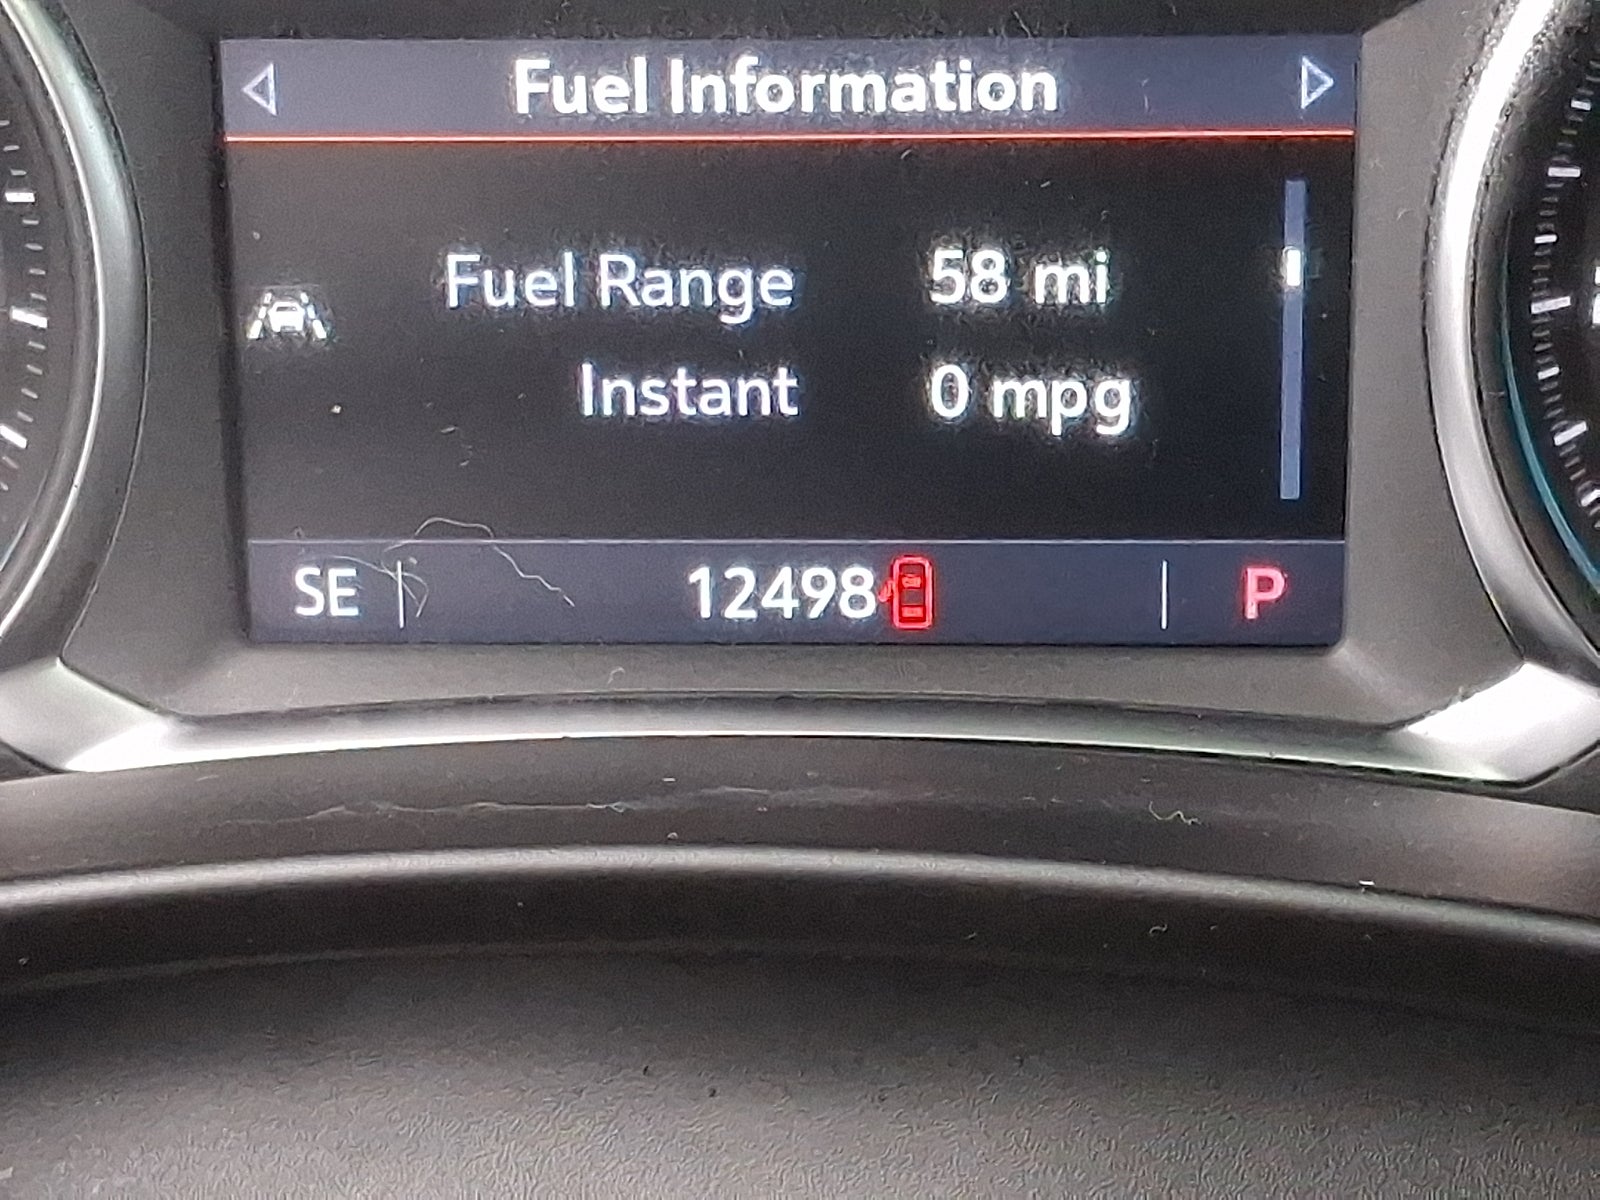 Fuel Information
Fuel Range 58 mi
Instant 0 mpg
SE 12498 P